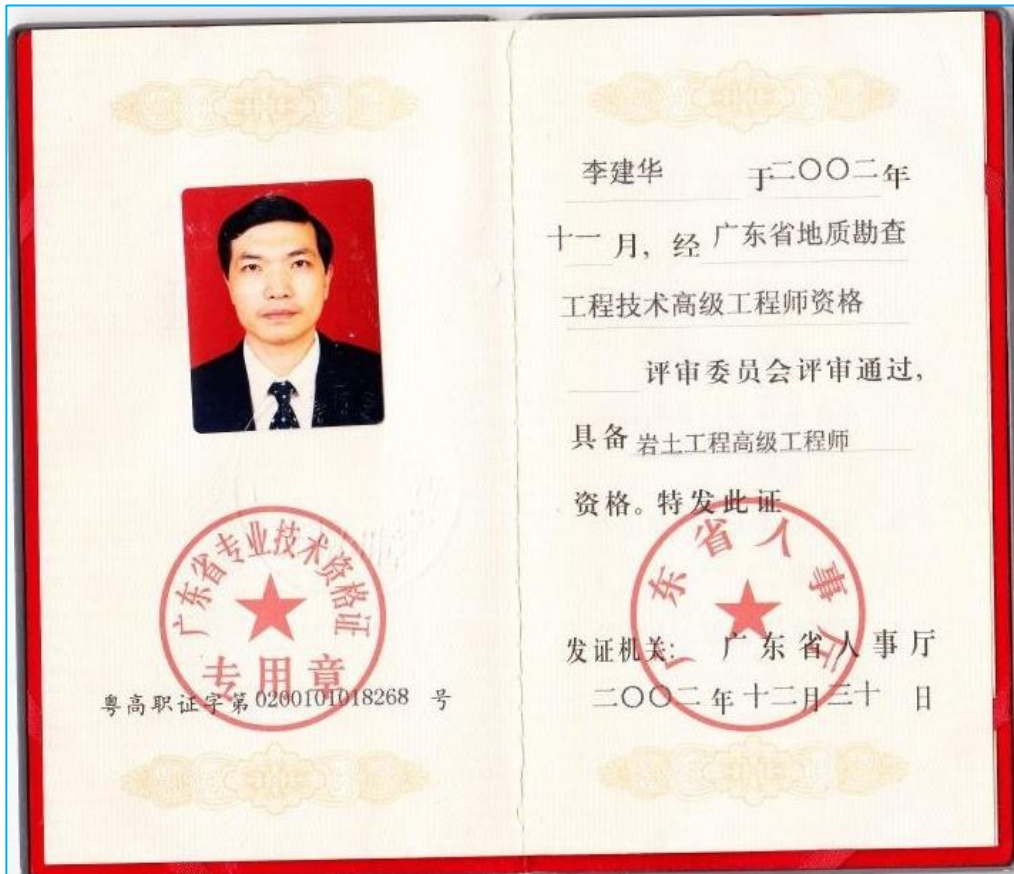 广东省专业技术资格证
专用章
粤高职证字第0200101018268 号
李建华 于二〇〇二年
十一月，经广东省地质勘查
工程技术高级工程师资格
评审委员会评审通过，
具备岩土工程高级工程师
资格。特发此证
广东省人事厅
发证机关：广东省人事厅
二〇〇二年十二月三十日